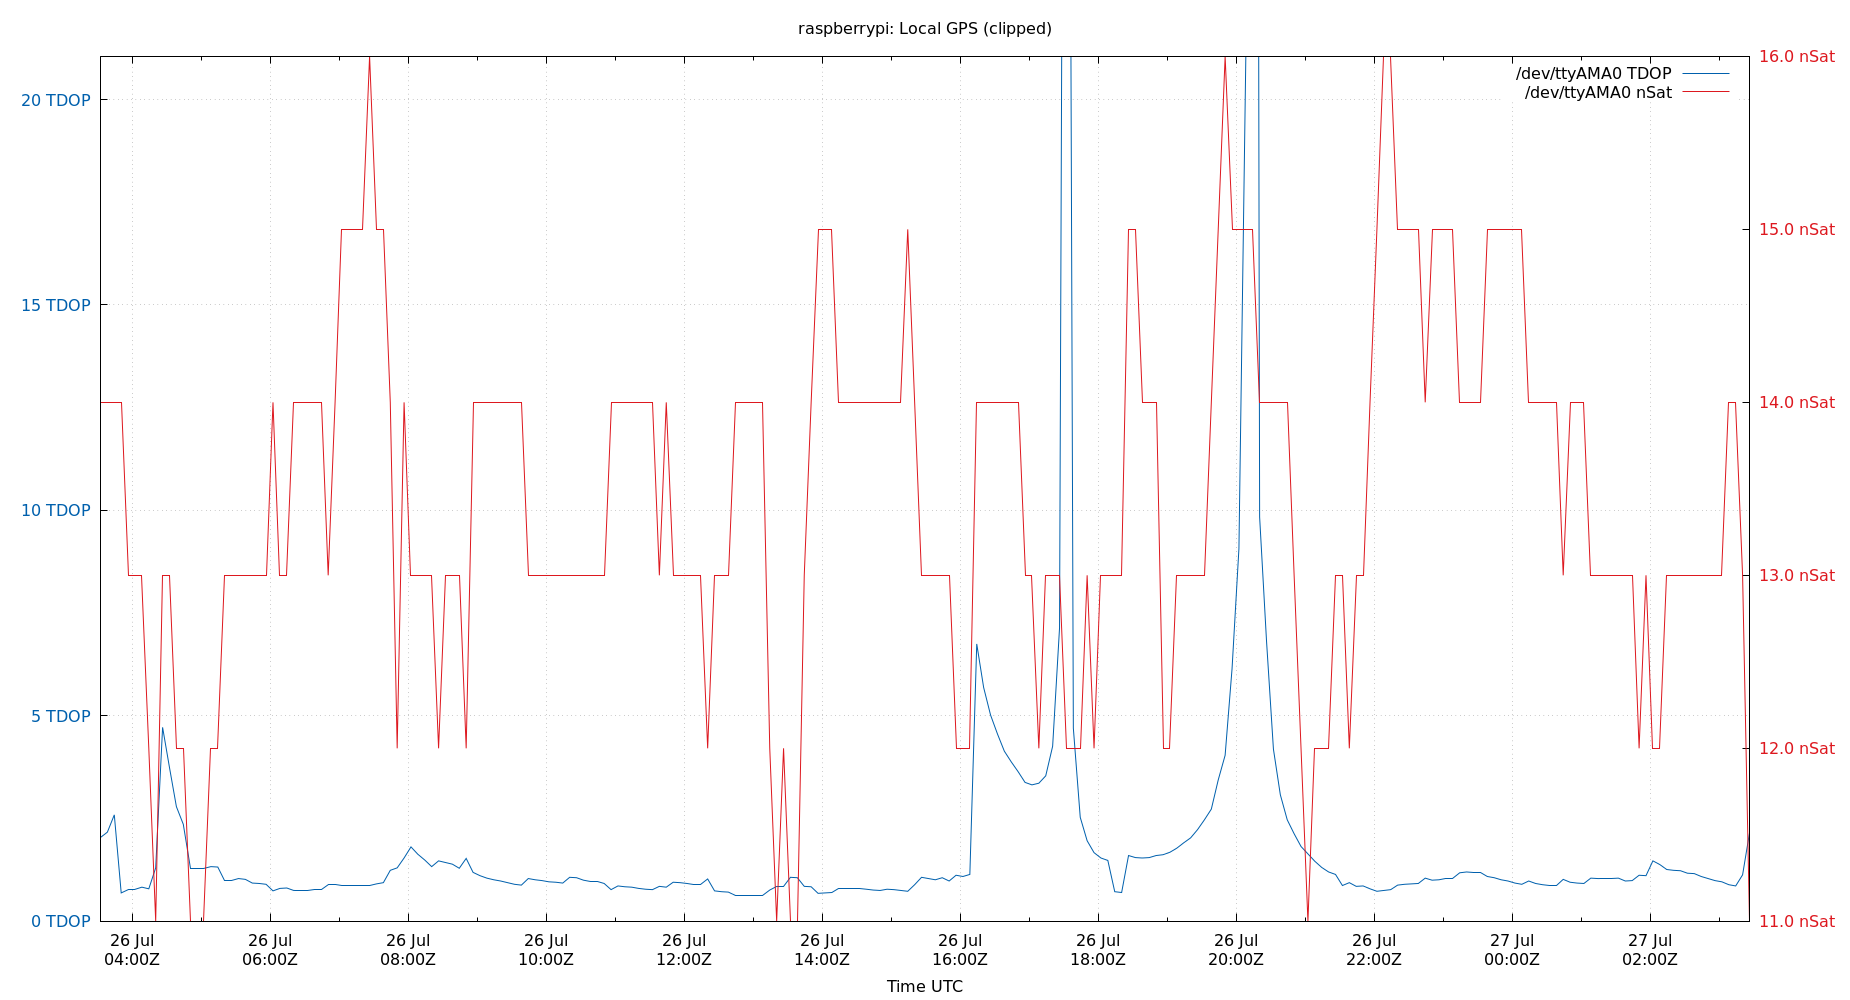 raspberrypi: Local GPS (clipped)
/dev/ttyAMA0 TDOP
/dev/ttyAMA0 nSat
20 TDOP
15 TDOP
10 TDOP
5 TDOP
0 TDOP
16.0 nSat
15.0 nSat
14.0 nSat
13.0 nSat
12.0 nSat
11.0 nSat
26 Jul
04:00Z
26 Jul
06:00Z
26 Jul
08:00Z
26 Jul
10:00Z
26 Jul
12:00Z
26 Jul
14:00Z
26 Jul
16:00Z
26 Jul
18:00Z
26 Jul
20:00Z
26 Jul
22:00Z
27 Jul
00:00Z
27 Jul
02:00Z
Time UTC